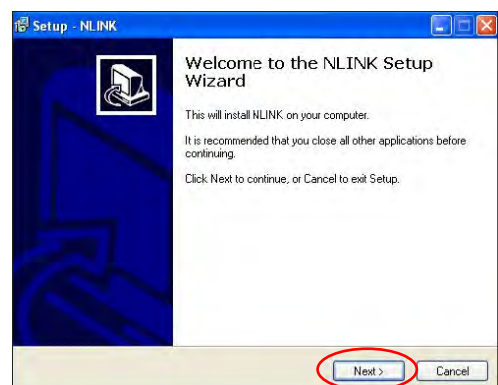 Setup - NLINK
Welcome to the NLINK Setup
Wizard
This will install NLINK on your computer.
It is recommended that you close all other applications before
continuing.
Click Next to continue, or Cancel to exit Setup.
Next >
Cancel